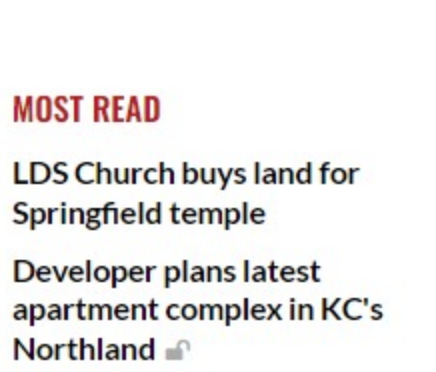 MOST READ
LDS Church buys land for
Springfield temple
Developer plans latest
apartment complex in KC's
Northland